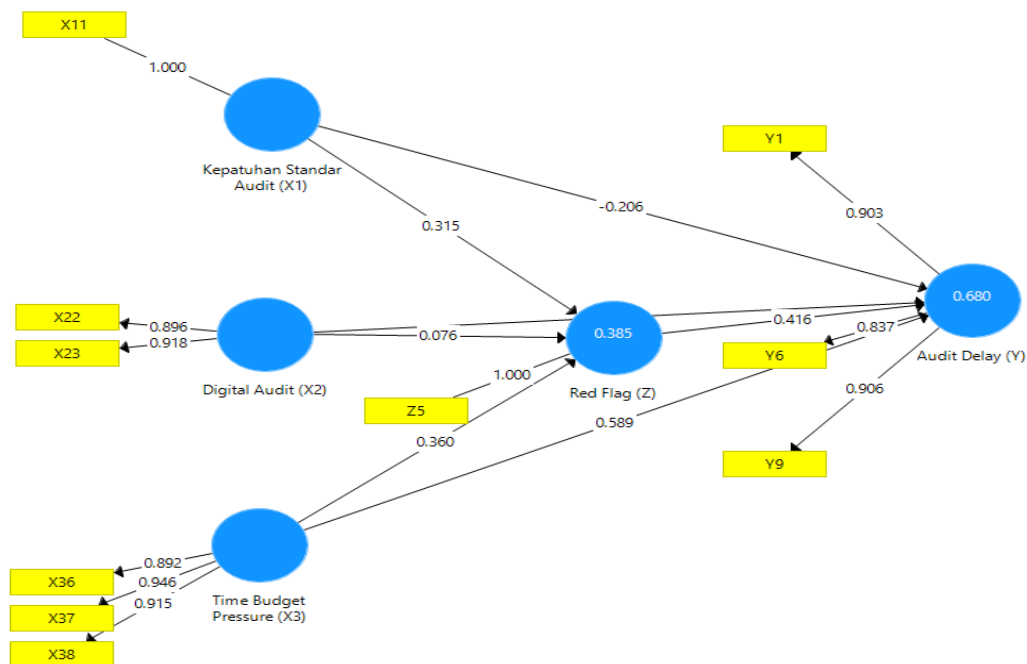 X11
1.000
Kepatuhan Standar
Audit (X1)
Y1
0.903
-0.206
0.315
X22
0.896
X23
0.918
Digital Audit (X2)
0.076
0.385
Red Flag (Z)
0.416
0.680
Audit Delay (Y)
Y6
0.837
1.000
Z5
0.360
0.589
0.906
Y9
X36
0.892
X37
0.946
X38
0.915
Time Budget
Pressure (X3)